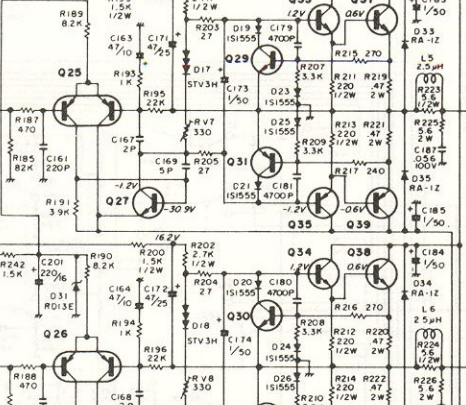 R189
8.2K
1.5K
1/2W
C163
47/10
C171
47/25
R203
27
D19
1S1555
C179
4700P
1.2V
0.6V
1/50
D33
RA-1Z
Q29
R215 270
L5
2.5μH
Q25
R193
1K
D17
STV3H
C173
1/50
R207
3.3K
R211
220
1/2W
R219
.47
2W
R223
5.6
1/2W
R195
22K
D23
1S1555
R187
470
R185
82K
C161
220P
C167
2P
RV7
330
D25
1S1555
R213
220
1/2W
R221
.47
2W
R225
5.6
2W
C169
5P
R205
27
Q31
R209
3.3K
C187
.056
100V
-1.2V
D21
1S1555
C181
4700P
R217 240
D35
RA-1Z
R191
3.9K
Q27
-30.9V
-1.2V
-0.6V
C185
1/50
Q35
Q39
16.2V
R242
1.5K
C201
220/16
R190
8.2K
R200
1.5K
1/2W
R202
2.7K
1/2W
Q34
Q38
C184
1/50
D31
RD13E
C164
47/10
C172
47/25
R204
27
D20
1S1555
C180
4700P
1.2V
0.6V
D34
RA-1Z
Q30
R216 270
L6
2.5μH
Q26
R194
1K
D18
STV3H
C174
1/50
R208
3.3K
R212
220
1/2W
R220
.47
2W
R224
5.6
1/2W
R196
22K
D24
1S1555
R188
470
C168
RV8
330
D26
1S1555
R210
R214
220
1/2W
R222
.47
2W
R226
5.6
2W